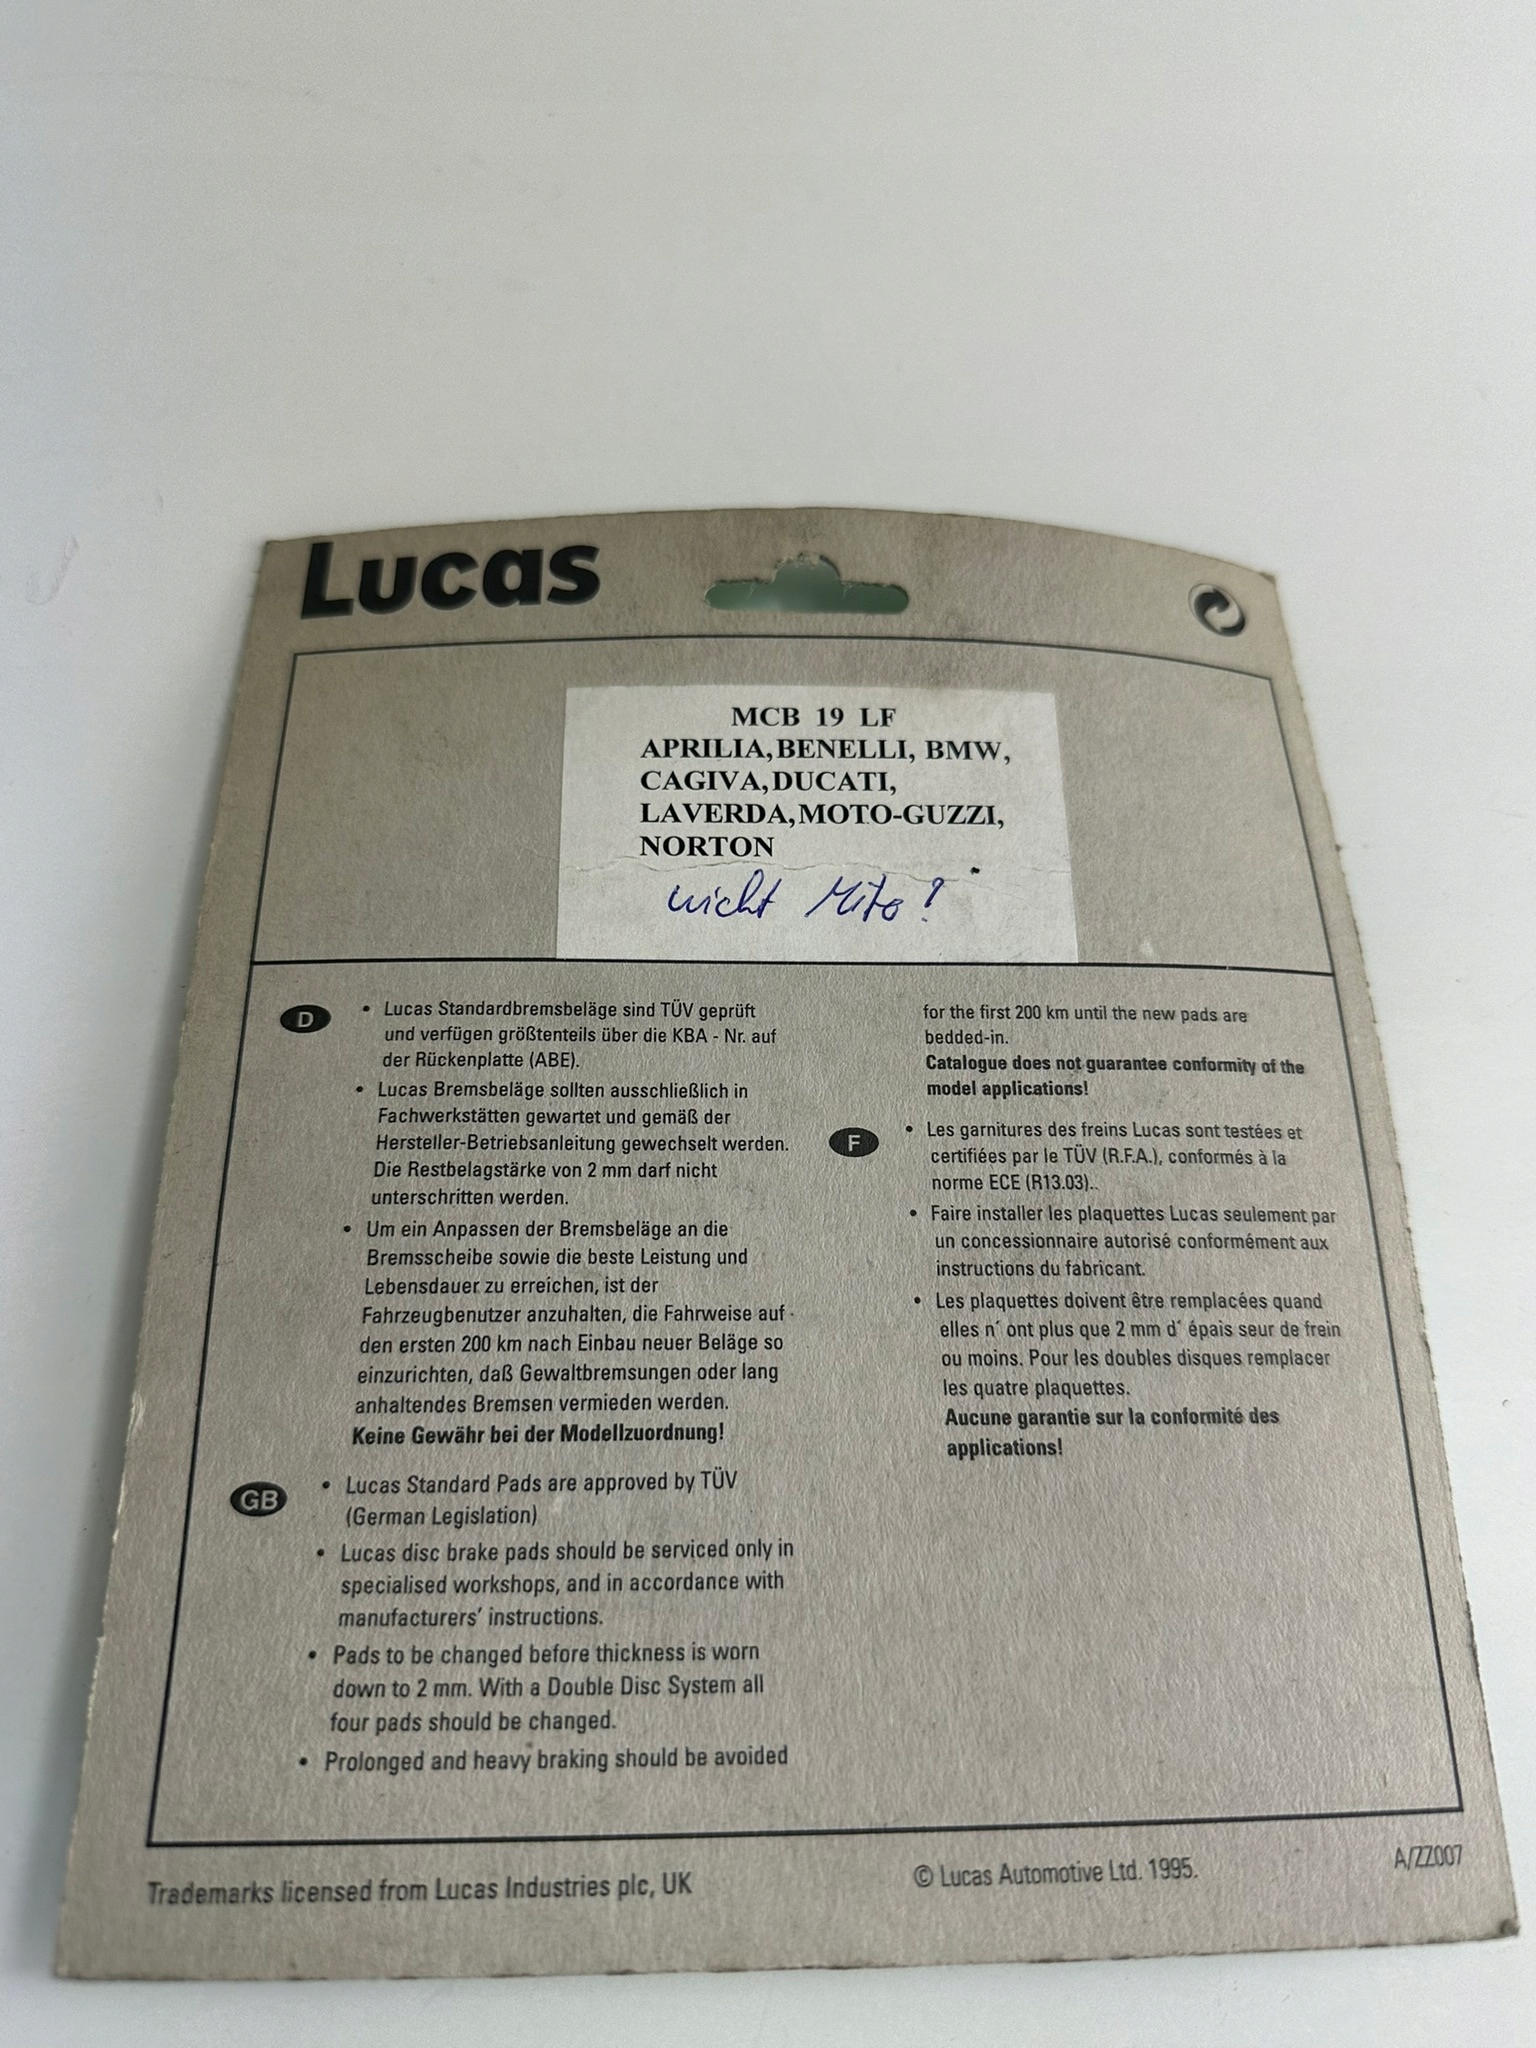 Lucas
MCB 19 LF
APRILIA, BENELLI, BMW,
CAGIVA, DUCATI,
LAVERDA, MOTO-GUZZI,
NORTON
nicht Mito!
D
• Lucas Standardbremsbeläge sind TÜV geprüft
und verfügen größtenteils über die KBA - Nr. auf
der Rückenplatte (ABE).
• Lucas Bremsbeläge sollten ausschließlich in
Fachwerkstätten gewartet und gemäß der
Hersteller-Betriebsanleitung gewechselt werden.
Die Restbelagstärke von 2 mm darf nicht
unterschritten werden.
• Um ein Anpassen der Bremsbeläge an die
Bremsscheibe sowie die beste Leistung und
Lebensdauer zu erreichen, ist der
Fahrzeugbenutzer anzuhalten, die Fahrweise auf
den ersten 200 km nach Einbau neuer Beläge so
einzurichten, daß Gewaltbremsungen oder lang
anhaltendes Bremsen vermieden werden.
Keine Gewähr bei der Modellzuordnung!
GB
• Lucas Standard Pads are approved by TÜV
(German Legislation)
• Lucas disc brake pads should be serviced only in
specialised workshops, and in accordance with
manufacturers' instructions.
• Pads to be changed before thickness is worn
down to 2 mm. With a Double Disc System all
four pads should be changed.
• Prolonged and heavy braking should be avoided
for the first 200 km until the new pads are
bedded-in.
Catalogue does not guarantee conformity of the
model applications!
F
• Les garnitures des freins Lucas sont testées et
certifiées par le TÜV (R.F.A.), conformés à la
norme ECE (R13.03)..
• Faire installer les plaquettes Lucas seulement par
un concessionnaire autorisé conformément aux
instructions du fabricant.
• Les plaquettes doivent être remplacées quand
elles n´ ont plus que 2 mm d´ épais seur de frein
ou moins. Pour les doubles disques remplacer
les quatre plaquettes.
Aucune garantie sur la conformité des
applications!
Trademarks licensed from Lucas Industries plc, UK
© Lucas Automotive Ltd. 1995.
A/ZZ007